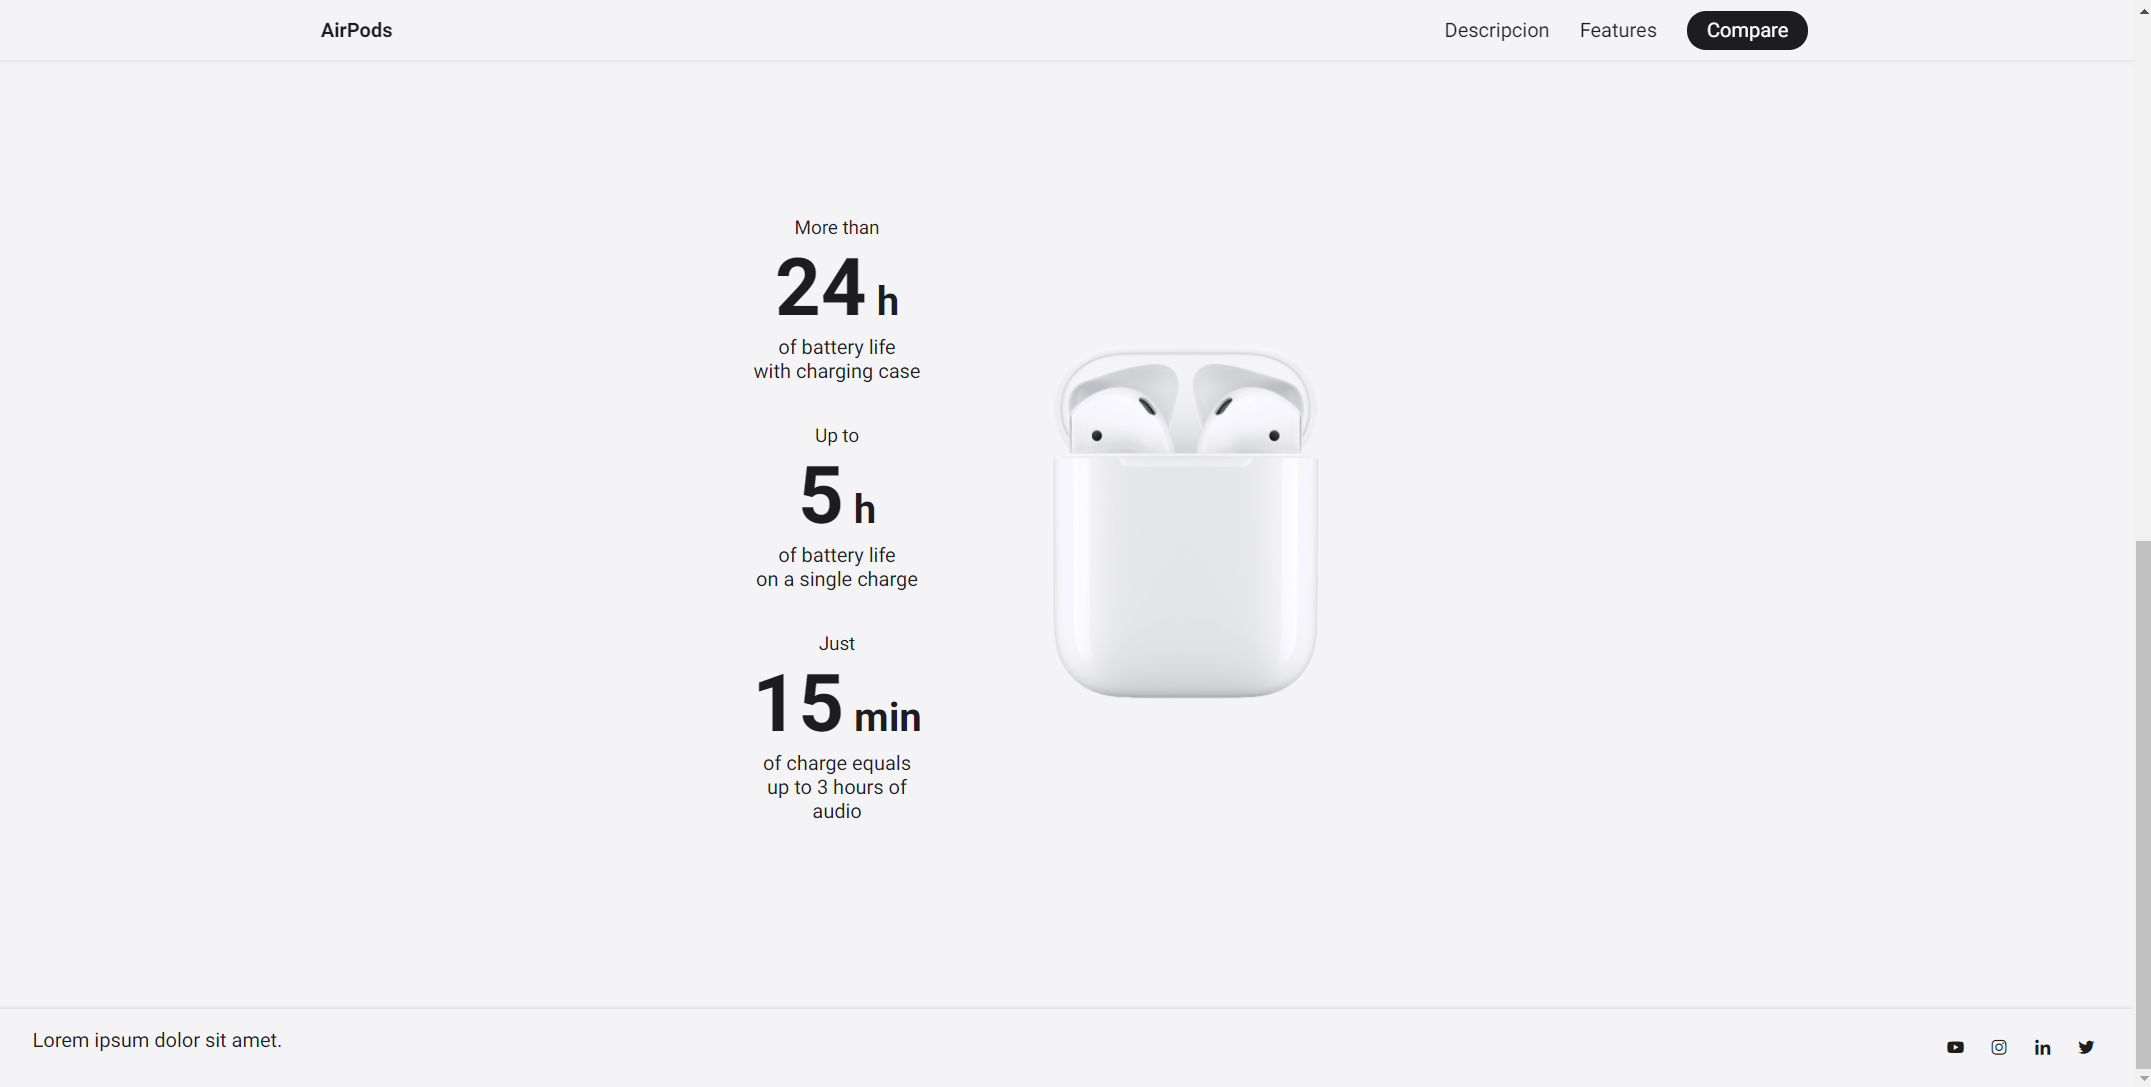 AirPods
Descripcion
Features
Compare
More than
24 h
of battery life
with charging case
Up to
5 h
of battery life
on a single charge
Just
15 min
of charge equals
up to 3 hours of
audio
Lorem ipsum dolor sit amet.